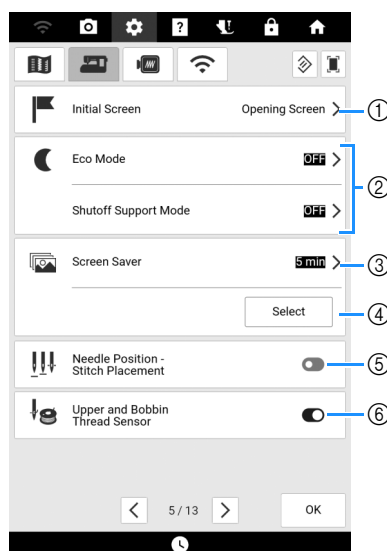 ?
Initial Screen
Opening Screen
①
Eco Mode
OFF
②
Shutoff Support Mode
OFF
Screen Saver
5 min
③
Select
④
Needle Position -
Stitch Placement
⑤
Upper and Bobbin
Thread Sensor
⑥
5 / 13
OK